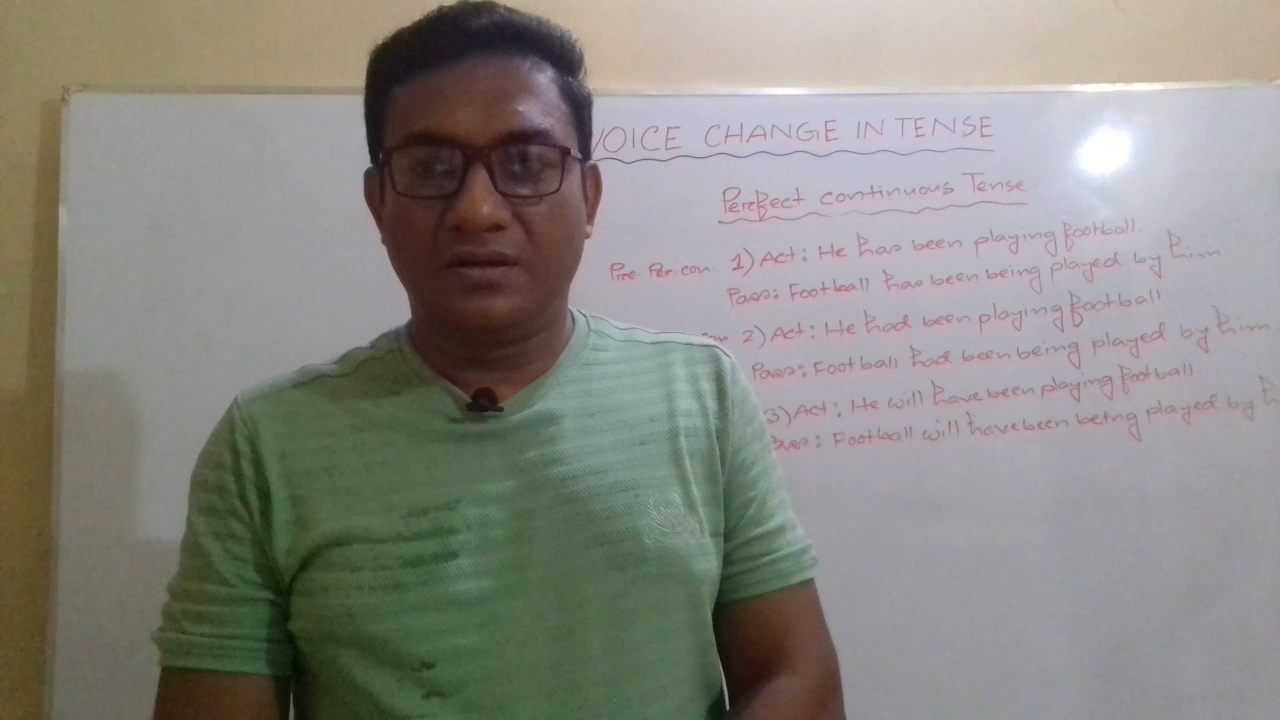 VOICE CHANGE IN TENSE
Perfect continuous Tense
Pre. Per. con. 1) Act: He has been playing football.
Pass: Football has been being played by him
2) Act: He had been playing football.
Pass: Football had been being played by him
3) Act: He will have been playing football.
Pass: Football will have been being played by